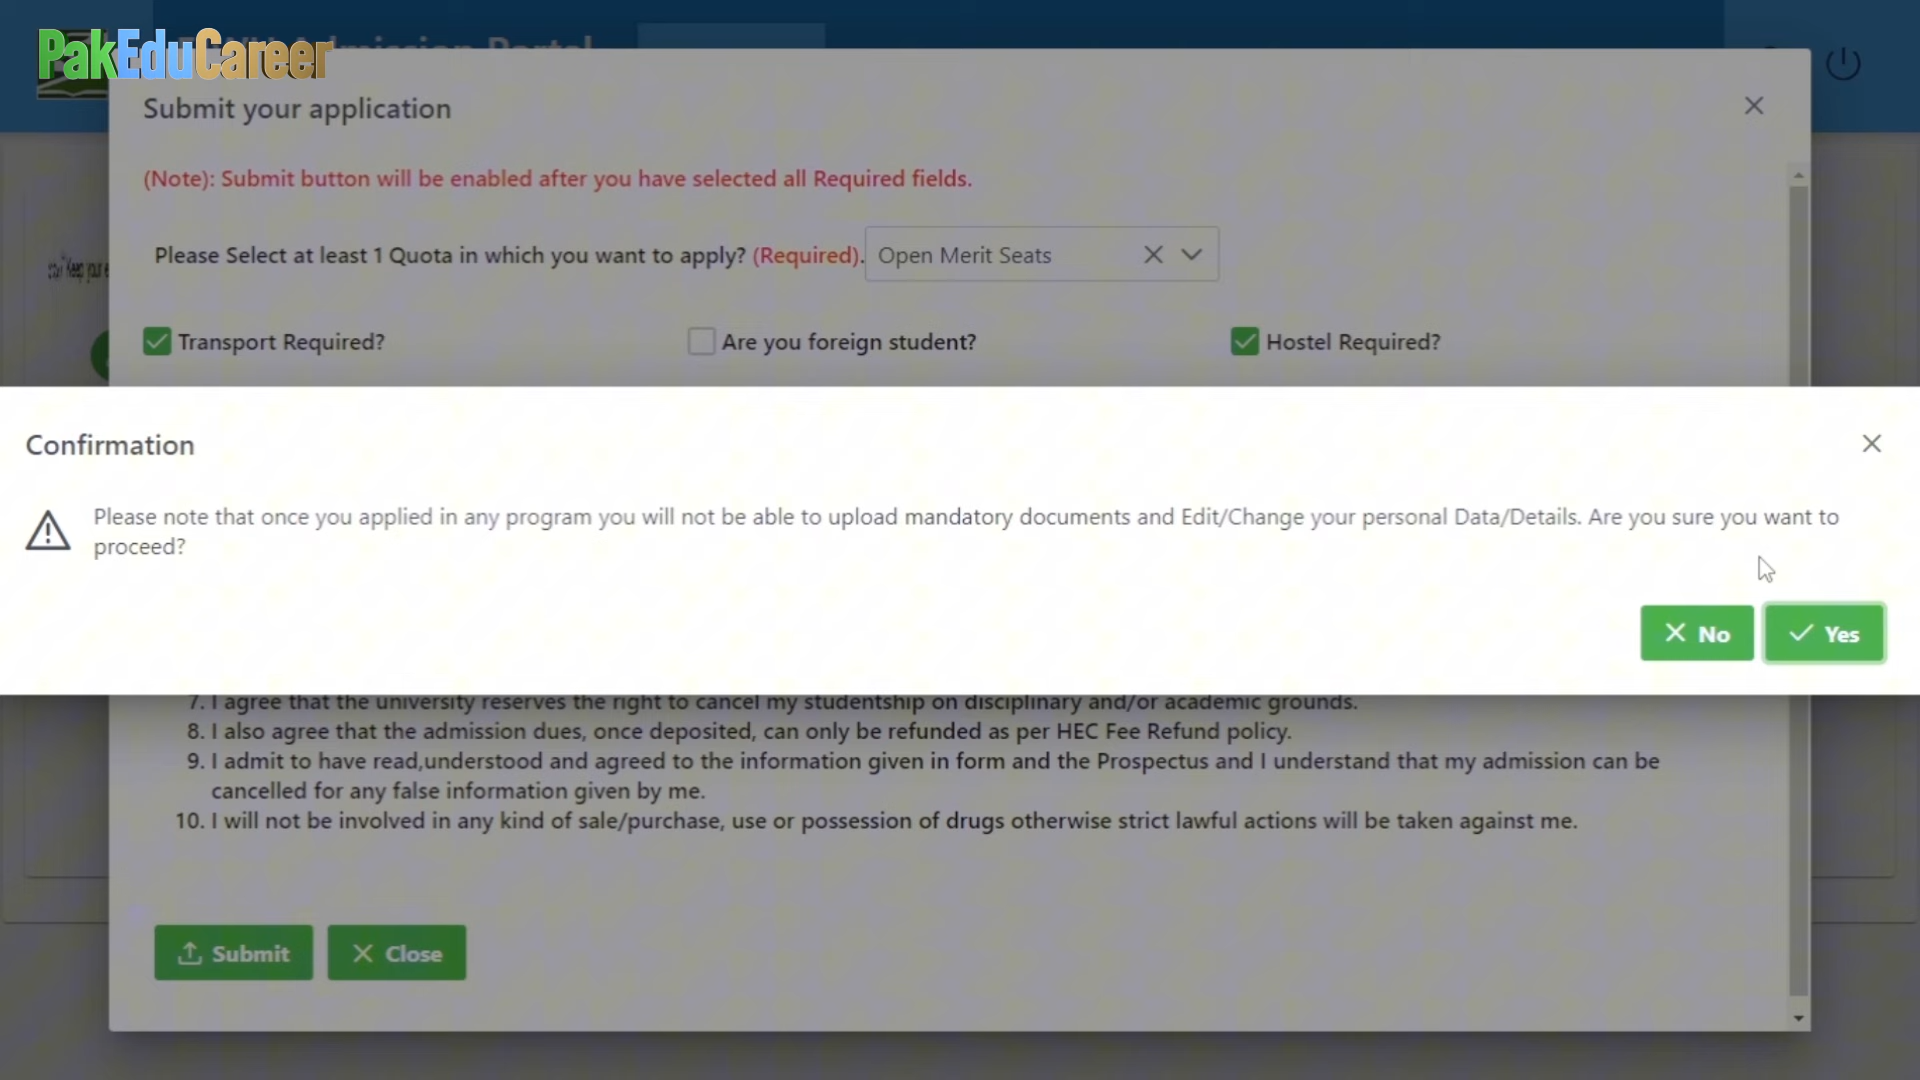 PakEduCareer
Admission Portal
Submit your application
(Note): Submit button will be enabled after you have selected all Required fields.
Please Select at least 1 Quota in which you want to apply? (Required).
Open Merit Seats
Transport Required?
Are you foreign student?
Hostel Required?
Confirmation
Please note that once you applied in any program you will not be able to upload mandatory documents and Edit/Change your personal Data/Details. Are you sure you want to
proceed?
No
Yes
7. I agree that the university reserves the right to cancel my studentship on disciplinary and/or academic grounds.
8. I also agree that the admission dues, once deposited, can only be refunded as per HEC Fee Refund policy.
9. I admit to have read,understood and agreed to the information given in form and the Prospectus and I understand that my admission can be
cancelled for any false information given by me.
10. I will not be involved in any kind of sale/purchase, use or possession of drugs otherwise strict lawful actions will be taken against me.
Submit
Close